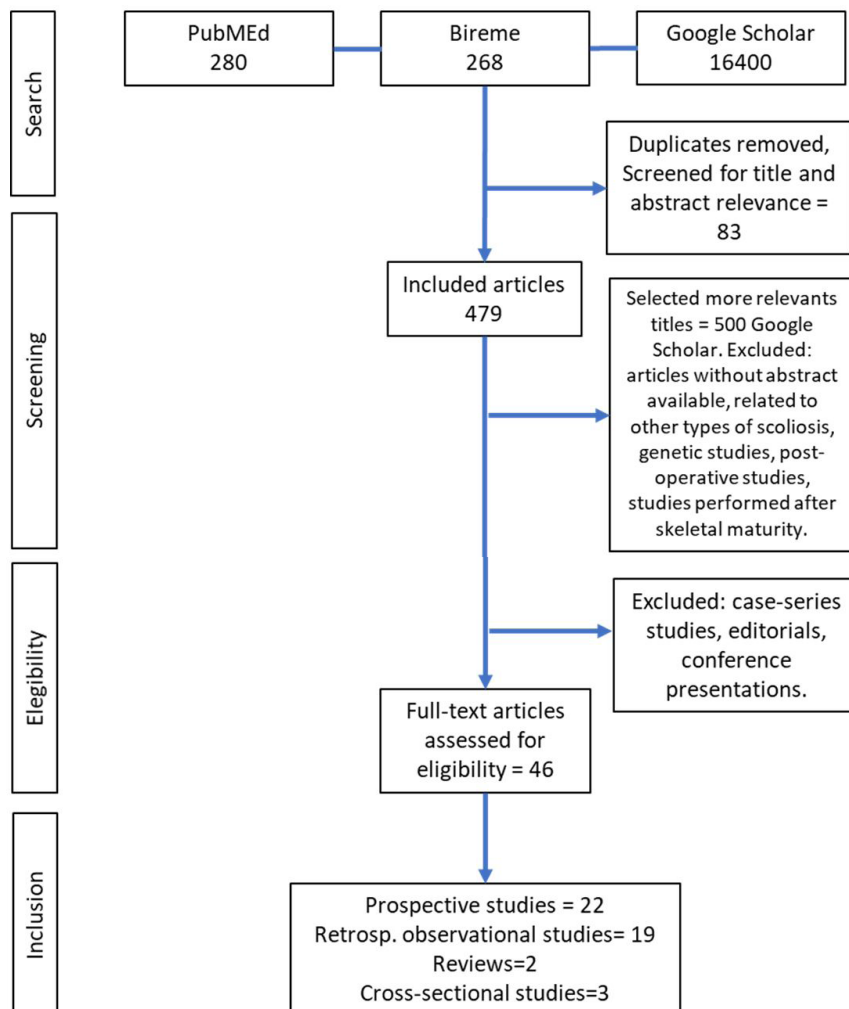 PubMEd
280
Bireme
268
Google Scholar
16400
Search
Duplicates removed,
Screened for title and
abstract relevance =
83
Screening
Included articles
479
Selected more relevants
titles = 500 Google
Scholar. Excluded:
articles without abstract
available, related to
other types of scoliosis,
genetic studies, post-
operative studies,
studies performed after
skeletal maturity.
Elegibility
Excluded: case-series
studies, editorials,
conference
presentations.
Full-text articles
assessed for
eligibility = 46
Inclusion
Prospective studies = 22
Retrosp. observational studies= 19
Reviews=2
Cross-sectional studies=3